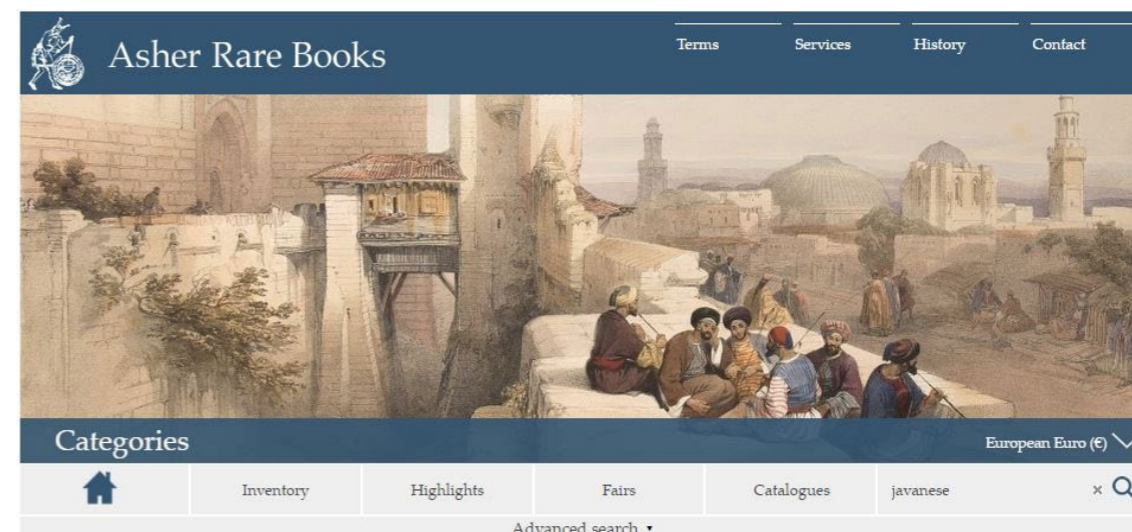 Asher Rare Books
Terms Services History Contact
Categories
European Euro (€)
Inventory Highlights Fairs Catalogues javanese ×
Advanced search